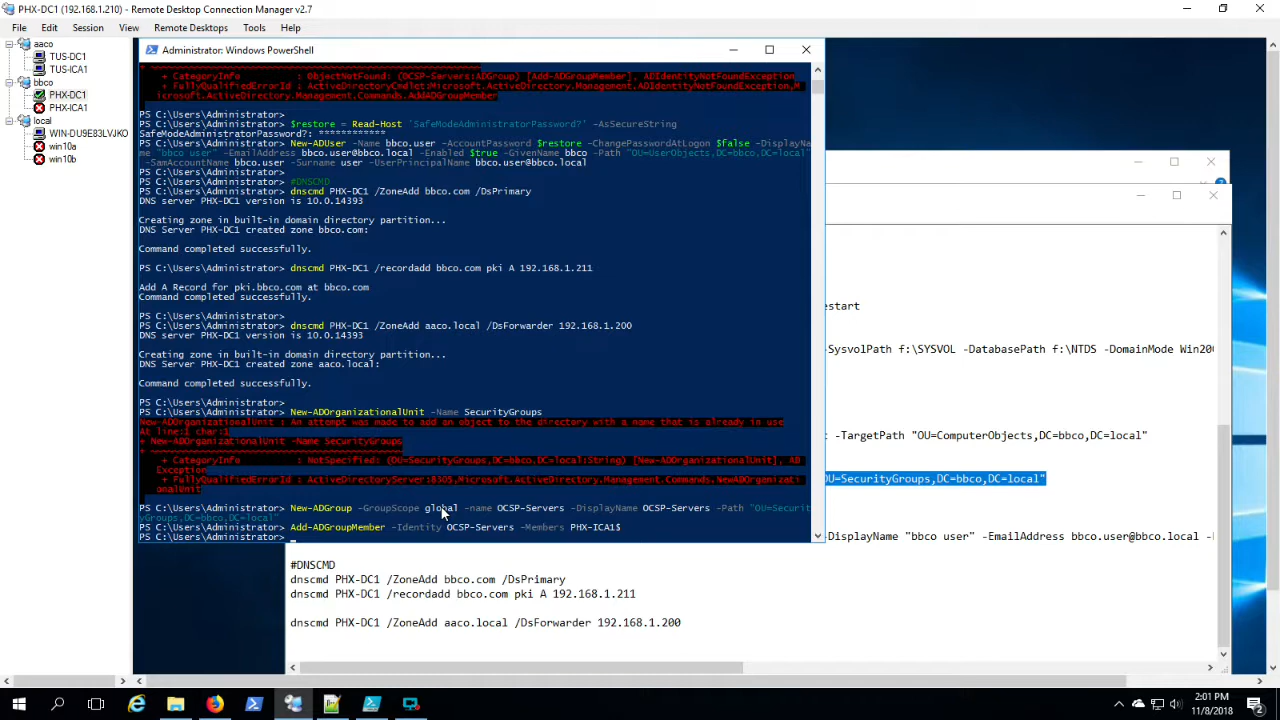 PHX-DC1 (192.168.1.210) - Remote Desktop Connection Manager v2.7
File Edit Session View Remote Desktops Tools Help
aaco
TUS-DC1
TUS-ICA1
bbco
PHX-DC1
PHX-ICA1
local
WIN-DU9E83LVJKO
win10a
win10b
Administrator: Windows PowerShell
+ CategoryInfo : ObjectNotFound: (OCSP-Servers:ADGroup) [Add-ADGroupMember], ADIdentityNotFoundException
+ FullyQualifiedErrorId : ActiveDirectoryCmdlet:Microsoft.ActiveDirectory.Management.ADIdentityNotFoundException,M
icrosoft.ActiveDirectory.Management.Commands.AddADGroupMember
PS C:\Users\Administrator>
PS C:\Users\Administrator> $restore = Read-Host 'SafeModeAdministratorPassword?' -AsSecureString
SafeModeAdministratorPassword?: ************
PS C:\Users\Administrator> New-ADUser -Name bbco.user -AccountPassword $restore -ChangePasswordAtLogon $false -DisplayNa
me "bbco user" -EmailAddress bbco.user@bbco.local -Enabled $true -GivenName bbco -Path "OU=UserObjects,DC=bbco,DC=local"
-SamAccountName bbco.user -Surname user -UserPrincipalName bbco.user@bbco.local
PS C:\Users\Administrator>
PS C:\Users\Administrator> #DNSCMD
PS C:\Users\Administrator> dnscmd PHX-DC1 /ZoneAdd bbco.com /DsPrimary
DNS server PHX-DC1 version is 10.0.14393
Creating zone in built-in domain directory partition...
DNS Server PHX-DC1 created zone bbco.com:
Command completed successfully.
PS C:\Users\Administrator> dnscmd PHX-DC1 /recordadd bbco.com pki A 192.168.1.211
Add A Record for pki.bbco.com at bbco.com
Command completed successfully.
PS C:\Users\Administrator>
PS C:\Users\Administrator> dnscmd PHX-DC1 /ZoneAdd aaco.local /DsForwarder 192.168.1.200
DNS server PHX-DC1 version is 10.0.14393
Creating zone in built-in domain directory partition...
DNS Server PHX-DC1 created zone aaco.local:
Command completed successfully.
PS C:\Users\Administrator>
PS C:\Users\Administrator> New-ADOrganizationalUnit -Name SecurityGroups
New-ADOrganizationalUnit : An attempt was made to add an object to the directory with a name that is already in use
At line:1 char:1
+ New-ADOrganizationalUnit -Name SecurityGroups
+ ~~~~~~~~~~~~~~~~~~~~~~~~~~~~~~~~~~~~~~~~~~~~~
+ CategoryInfo : NotSpecified: (OU=SecurityGroups,DC=bbco,DC=local:String) [New-ADOrganizationalUnit], AD
Exception
+ FullyQualifiedErrorId : ActiveDirectoryServer:8305,Microsoft.ActiveDirectory.Management.Commands.NewADOrganizati
onalUnit
PS C:\Users\Administrator> New-ADGroup -GroupScope global -name OCSP-Servers -DisplayName OCSP-Servers -Path "OU=Securit
yGroups,DC=bbco,DC=local"
PS C:\Users\Administrator> Add-ADGroupMember -Identity OCSP-Servers -Members PHX-ICA1$
PS C:\Users\Administrator>
estart
-SysvolPath f:\SYSVOL -DatabasePath f:\NTDS -DomainMode Win200
t -TargetPath "OU=ComputerObjects,DC=bbco,DC=local"
OU=SecurityGroups,DC=bbco,DC=local"
-DisplayName "bbco user" -EmailAddress bbco.user@bbco.local -
#DNSCMD
dnscmd PHX-DC1 /ZoneAdd bbco.com /DsPrimary
dnscmd PHX-DC1 /recordadd bbco.com pki A 192.168.1.211
dnscmd PHX-DC1 /ZoneAdd aaco.local /DsForwarder 192.168.1.200
2:01 PM
11/8/2018
2